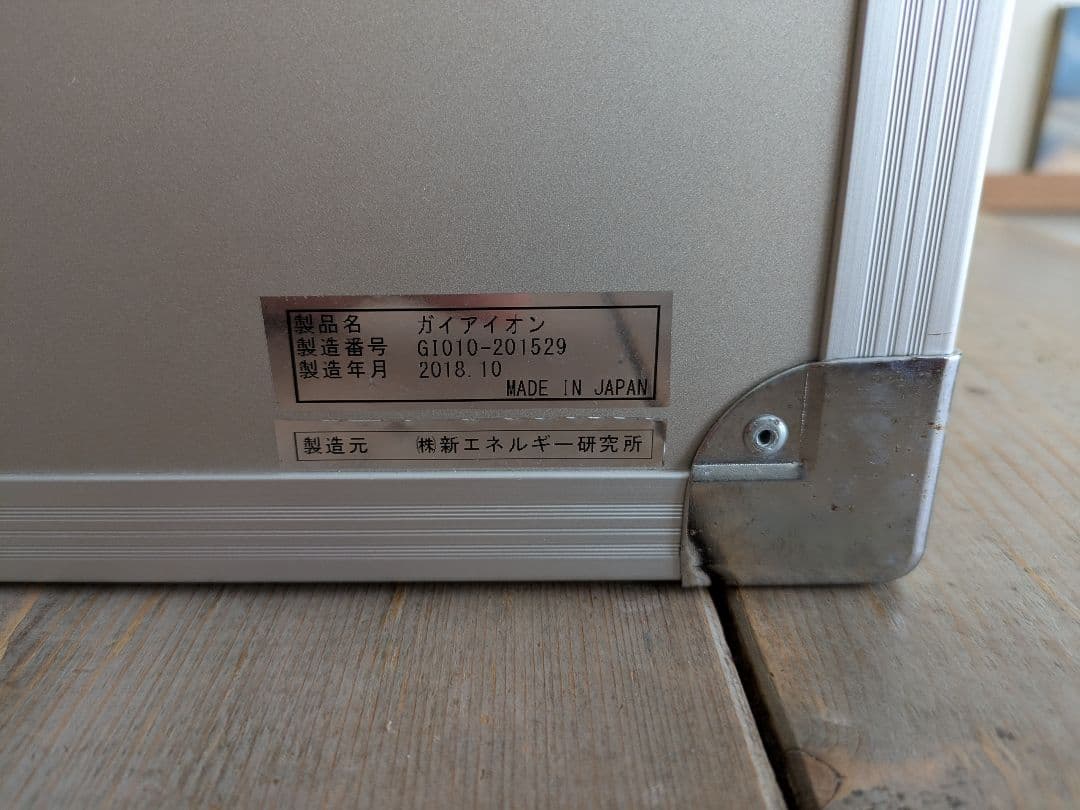 製品名 ガイアイオン
製造番号 GI010-201529
製造年月 2018.10
MADE IN JAPAN
製造元 ㈱新エネルギー研究所